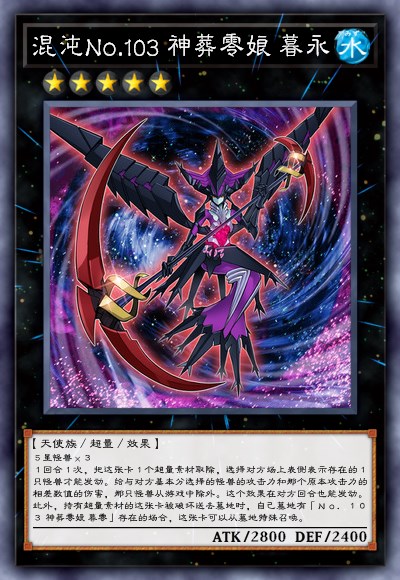 混沌No.103 神葬零娘 暮永
水
【天使族／超量／效果】
５星怪兽×３
１回合１次，把这张卡１个超量素材取除，选择对方场上表侧表示存在的１
只怪兽才能发动。给与对方基本分选择的怪兽的攻击力和那个原本攻击力的
相差数值的伤害，那只怪兽从游戏中除外。这个效果在对方回合也能发动。
此外，持有超量素材的这张卡被破坏送去墓地时，自己墓地有「Ｎｏ．１０
３ 神葬零娘 暮零」存在的场合，这张卡可以从墓地特殊召唤。
ATK/2800 DEF/2400